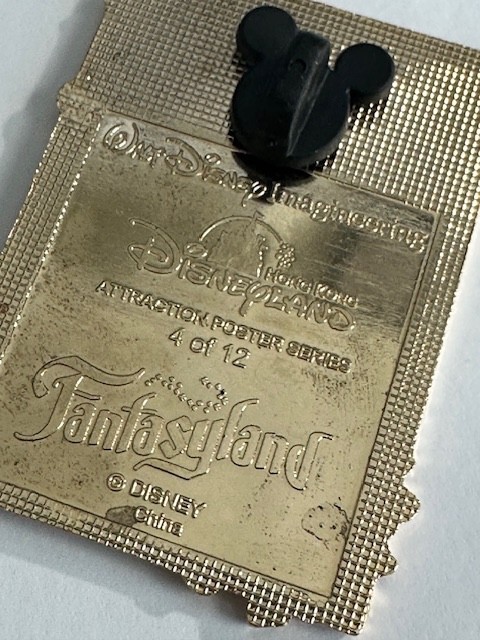 Walt Disney Imagineering
HONG KONG
DISNEYLAND
ATTRACTION POSTER SERIES
4 of 12
Fantasyland
© DISNEY
China